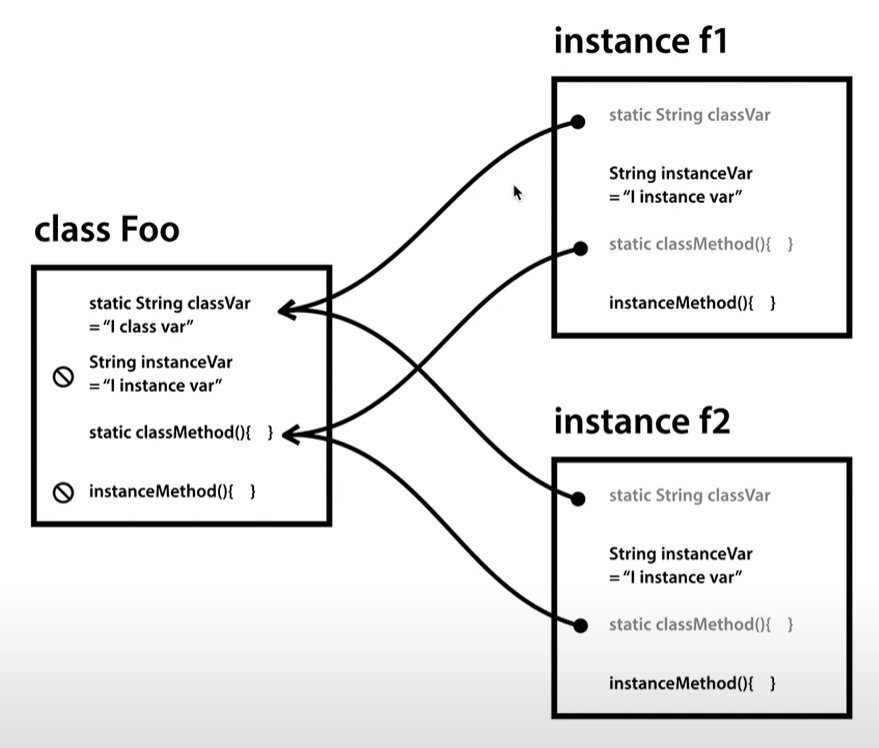 class Foo
static String classVar
= “I class var”
String instanceVar
= “I instance var”
static classMethod(){   }
instanceMethod(){   }
instance f1
static String classVar
String instanceVar
= “I instance var”
static classMethod(){   }
instanceMethod(){   }
instance f2
static String classVar
String instanceVar
= “I instance var”
static classMethod(){   }
instanceMethod(){   }